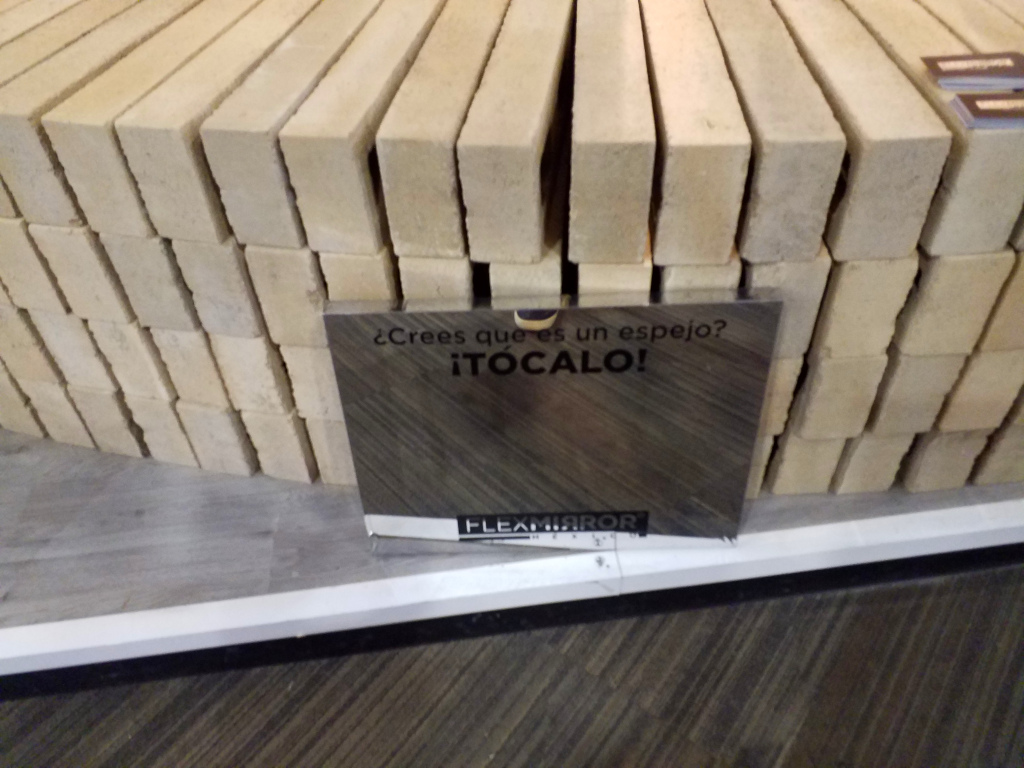 ¿Crees que es un espejo?
¡TÓCALO!
FLEXMIRROR